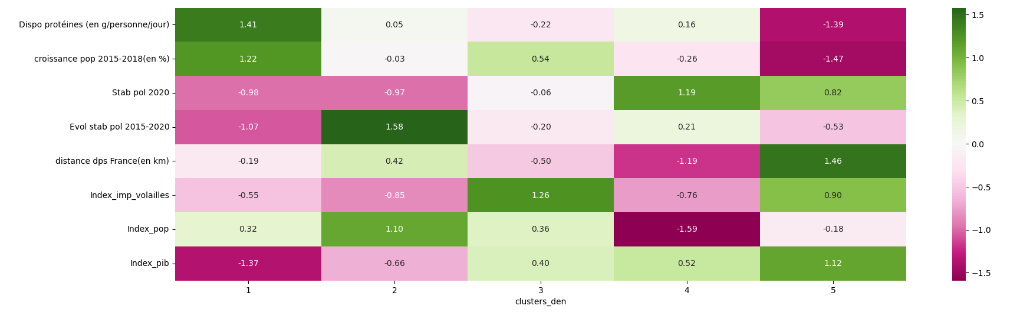 Dispo protéines (en g/personne/jour) 1.41 0.05 -0.22 0.16 -1.39
croissance pop 2015-2018(en %) 1.22 -0.03 0.54 -0.26 -1.47
Stab pol 2020 -0.98 -0.97 -0.06 1.19 0.82
Evol stab pol 2015-2020 -1.07 1.58 -0.20 0.21 -0.53
distance dps France(en km) -0.19 0.42 -0.50 -1.19 1.46
Index_imp_volailles -0.55 -0.85 1.26 -0.76 0.90
Index_pop 0.32 1.10 0.36 -1.59 -0.18
Index_pib -1.37 -0.66 0.40 0.52 1.12
1 2 3 4 5
clusters_den
1.5
1.0
0.5
0.0
−0.5
−1.0
−1.5